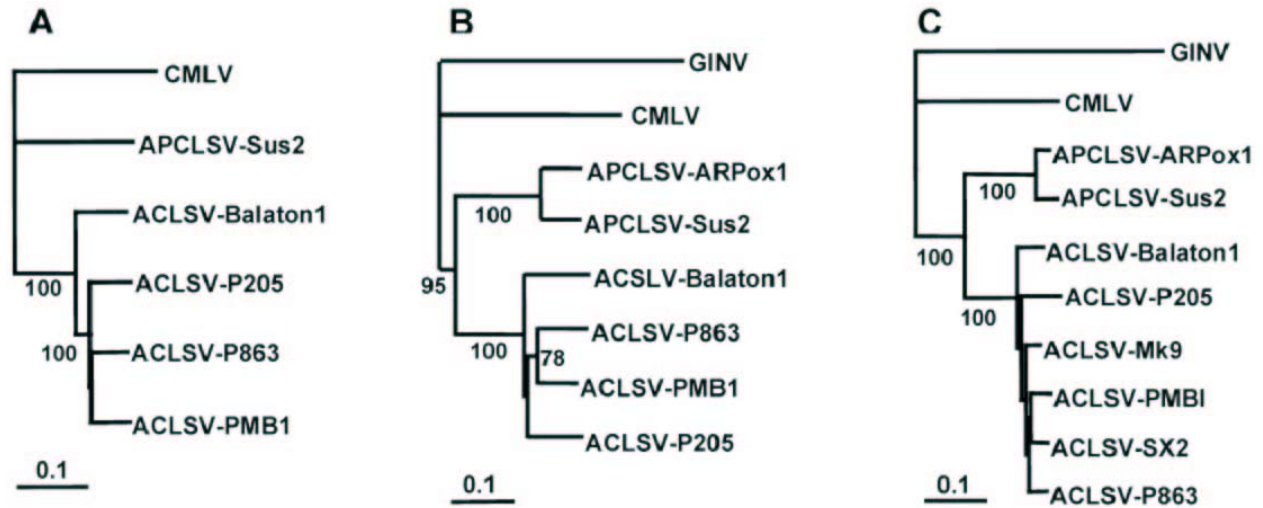 A
CMLV
APCLSV-Sus2
ACLSV-Balaton1
ACLSV-P205
100
ACLSV-P863
100
ACLSV-PMB1
0.1
B
GINV
CMLV
APCLSV-ARPox1
100
APCLSV-Sus2
95
ACSLV-Balaton1
ACLSV-P863
100
78
ACLSV-PMB1
ACLSV-P205
0.1
C
GINV
CMLV
APCLSV-ARPox1
100
APCLSV-Sus2
100
ACLSV-Balaton1
ACLSV-P205
100
ACLSV-Mk9
ACLSV-PMBI
ACLSV-SX2
ACLSV-P863
0.1